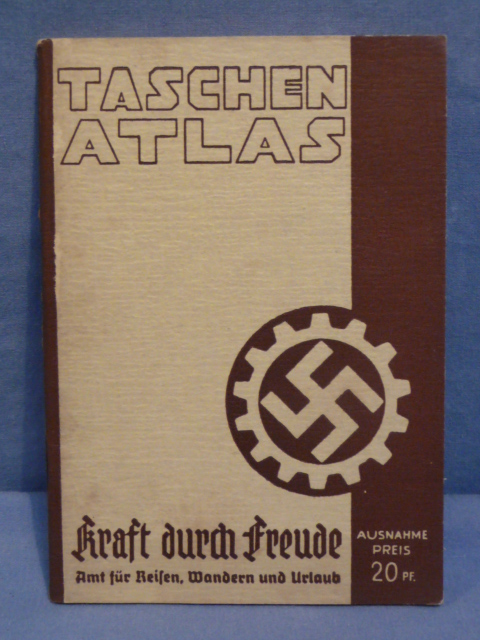 TASCHEN
ATLAS
Kraft durch Freude
Amt für Reisen, Wandern und Urlaub
AUSNAHME
PREIS
20 PF.